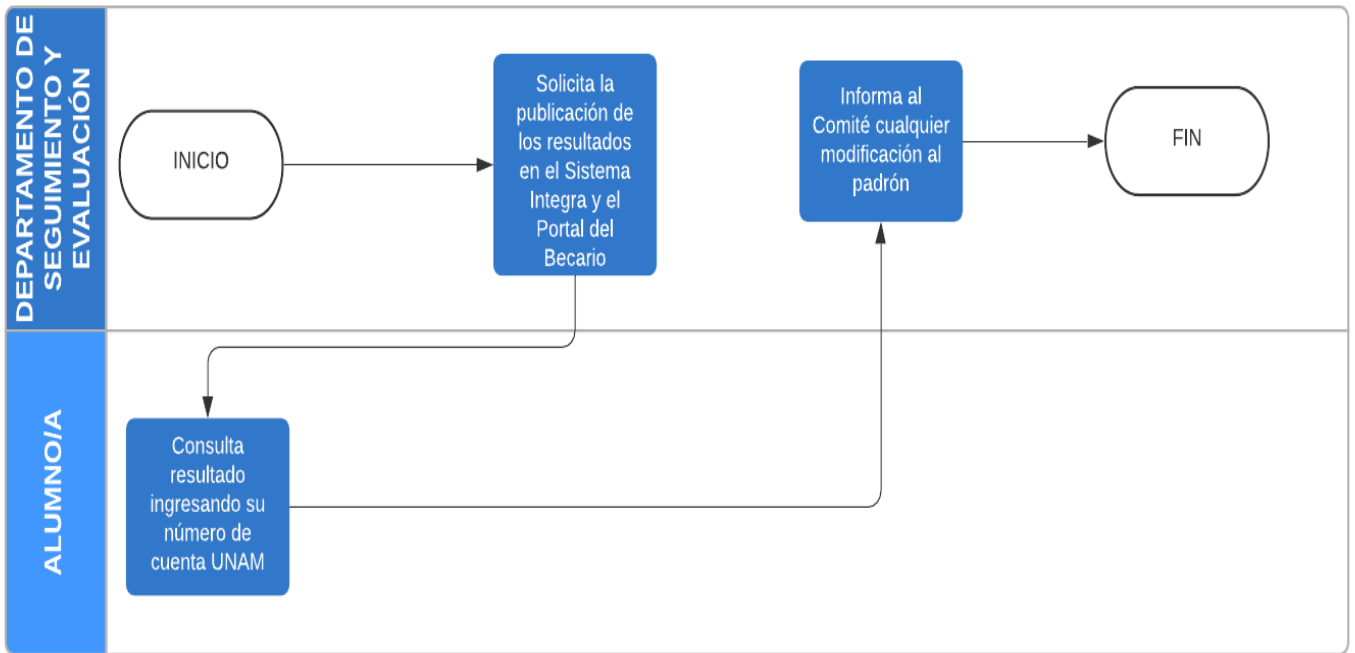 DEPARTAMENTO DE
SEGUIMIENTO Y
EVALUACIÓN
INICIO
Solicita la
publicación de
los resultados
en el Sistema
Integra y el
Portal del
Becario
Informa al
Comité cualquier
modificación al
padrón
FIN
ALUMNO/A
Consulta
resultado
ingresando su
número de
cuenta UNAM